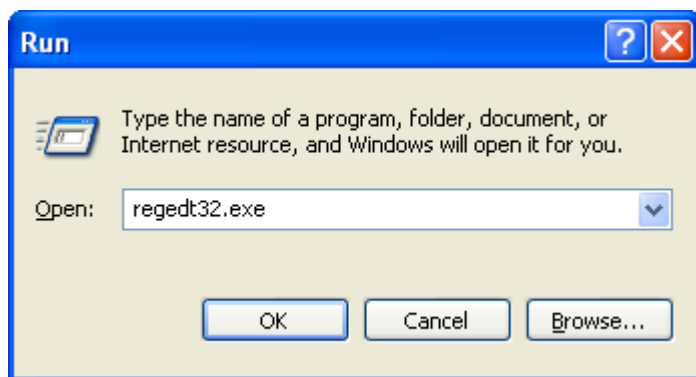 Run
Type the name of a program, folder, document, or
Internet resource, and Windows will open it for you.
Open: regedt32.exe
OK Cancel Browse...